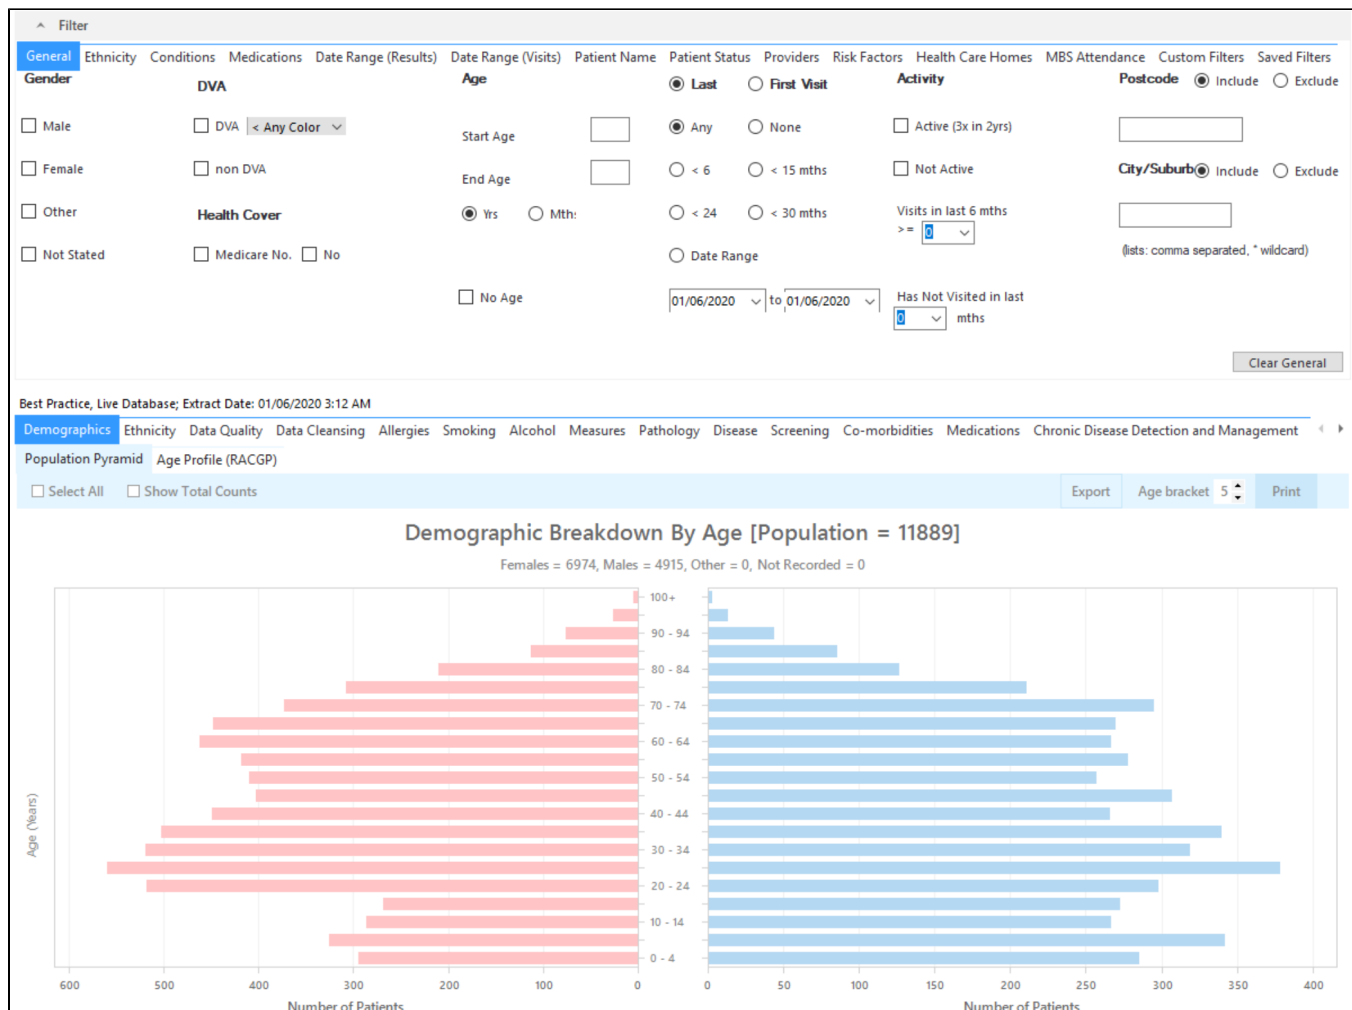 Filter
General Ethnicity Conditions Medications Date Range (Results) Date Range (Visits) Patient Name Patient Status Providers Risk Factors Health Care Homes MBS Attendance Custom Filters Saved Filters
Gender DVA Age Last First Visit Activity Postcode Include Exclude
Male DVA < Any Color Start Age Any None Active (3x in 2yrs)
Female non DVA End Age < 6 < 15 mths Not Active City/Suburb Include Exclude
Other Health Cover Yrs Mths < 24 < 30 mths Visits in last 6 mths
>= 0
Not Stated Medicare No. No Date Range (lists: comma separated, * wildcard)
No Age 01/06/2020 to 01/06/2020 Has Not Visited in last
0 mths
Clear General
Best Practice, Live Database; Extract Date: 01/06/2020 3:12 AM
Demographics Ethnicity Data Quality Data Cleansing Allergies Smoking Alcohol Measures Pathology Disease Screening Co-morbidities Medications Chronic Disease Detection and Management
Population Pyramid Age Profile (RACGP)
Select All Show Total Counts Export Age bracket 5 Print
Demographic Breakdown By Age [Population = 11889]
Females = 6974, Males = 4915, Other = 0, Not Recorded = 0
100+
90 - 94
80 - 84
70 - 74
60 - 64
50 - 54
40 - 44
30 - 34
20 - 24
10 - 14
0 - 4
Age (Years)
600 500 400 300 200 100 0 0 50 100 150 200 250 300 350 400
Number of Patients Number of Patients